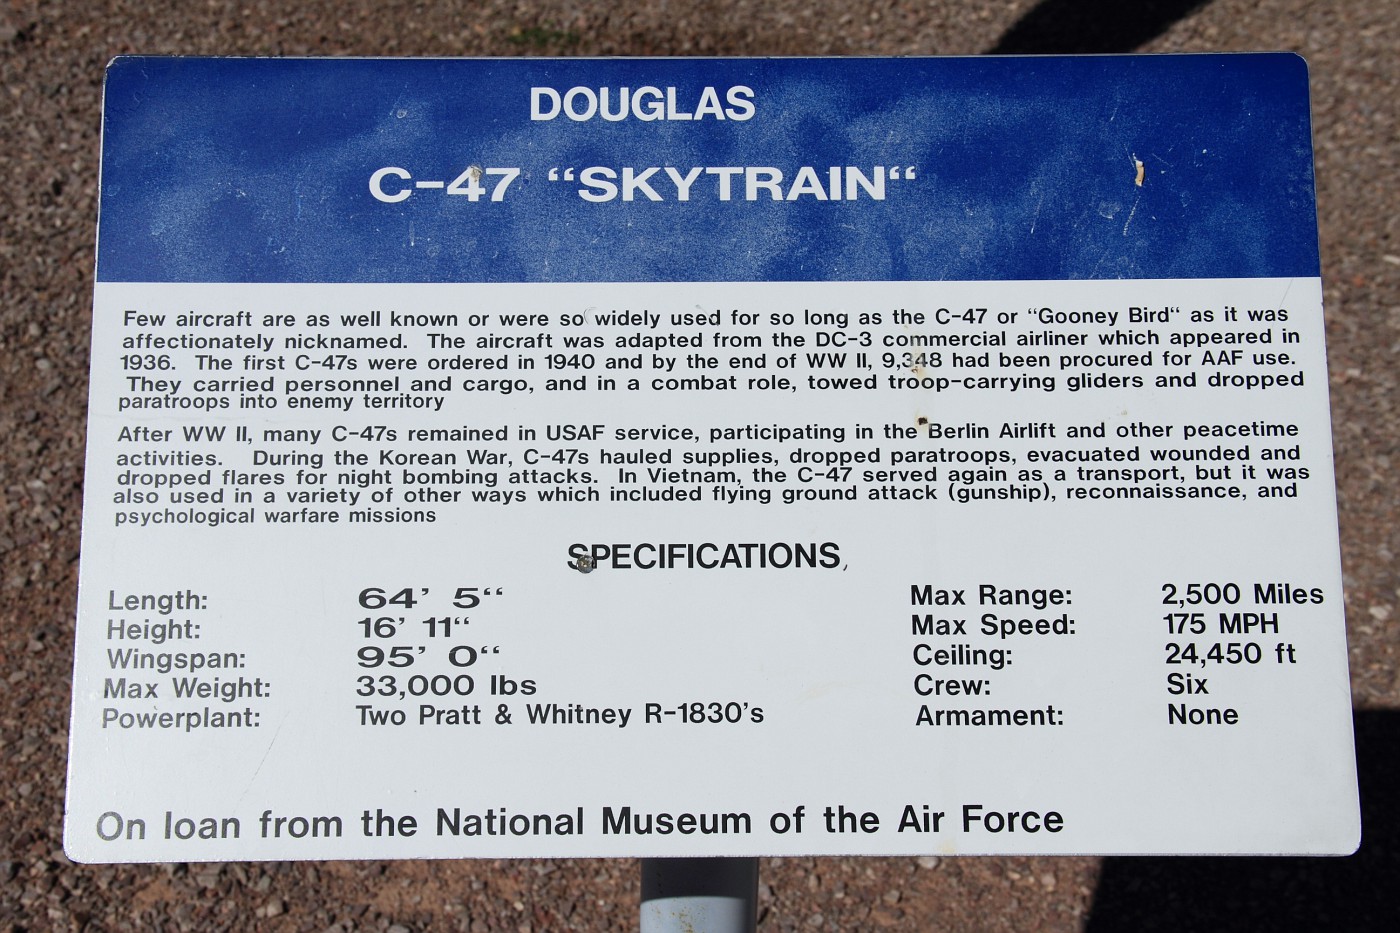 DOUGLAS
C-47 “SKYTRAIN“
Few aircraft are as well known or were so widely used for so long as the C-47 or “Gooney Bird“ as it was
affectionately nicknamed. The aircraft was adapted from the DC-3 commercial airliner which appeared in
1936. The first C-47s were ordered in 1940 and by the end of WW II, 9,348 had been procured for AAF use.
They carried personnel and cargo, and in a combat role, towed troop-carrying gliders and dropped
paratroops into enemy territory
After WW II, many C-47s remained in USAF service, participating in the Berlin Airlift and other peacetime
activities. During the Korean War, C-47s hauled supplies, dropped paratroops, evacuated wounded and
dropped flares for night bombing attacks. In Vietnam, the C-47 served again as a transport, but it was
also used in a variety of other ways which included flying ground attack (gunship), reconnaissance, and
psychological warfare missions
SPECIFICATIONS
Length: 64’ 5“ Max Range: 2,500 Miles
Height: 16’ 11“ Max Speed: 175 MPH
Wingspan: 95’ 0“ Ceiling: 24,450 ft
Max Weight: 33,000 lbs Crew: Six
Powerplant: Two Pratt & Whitney R-1830’s Armament: None
On loan from the National Museum of the Air Force